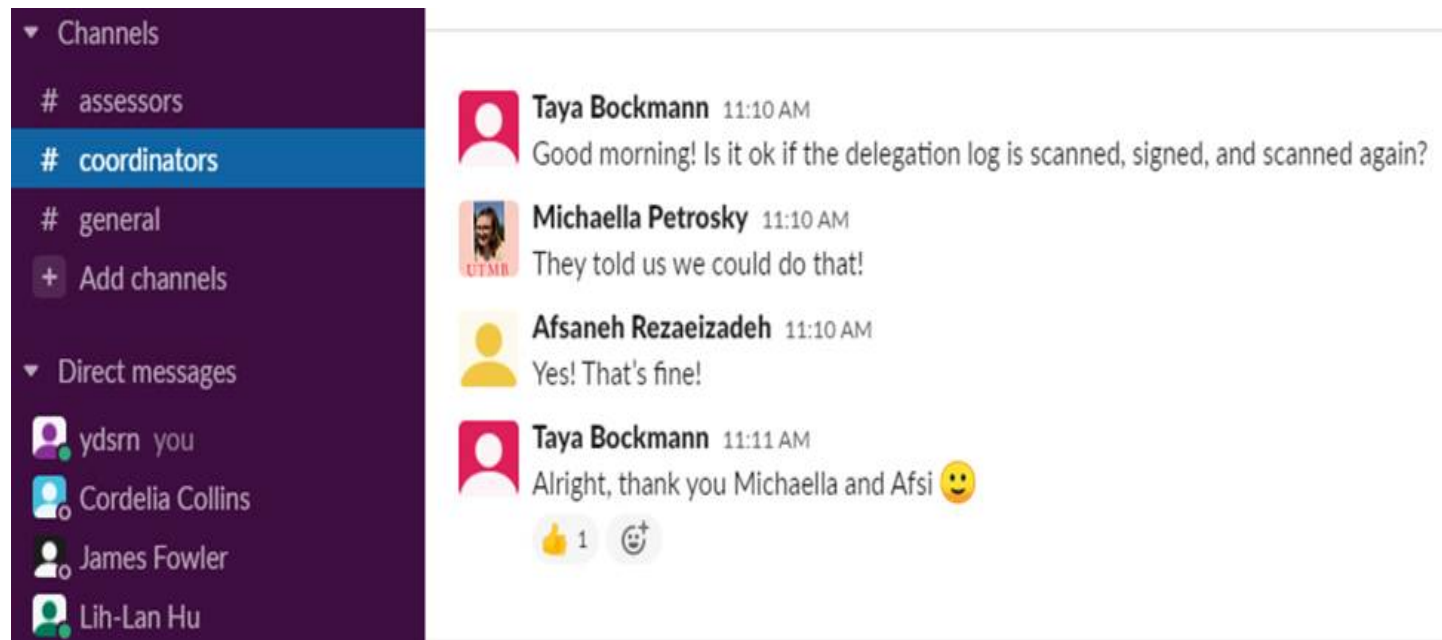 Channels
# assessors
# coordinators
# general
+ Add channels
Direct messages
ydsrn you
Cordelia Collins
James Fowler
Lih-Lan Hu
Taya Bockmann 11:10 AM
Good morning! Is it ok if the delegation log is scanned, signed, and scanned again?
UTMB
Michaella Petrosky 11:10 AM
They told us we could do that!
Afsaneh Rezaeizadeh 11:10 AM
Yes! That's fine!
Taya Bockmann 11:11 AM
Alright, thank you Michaella and Afsi 🙂
👍 1